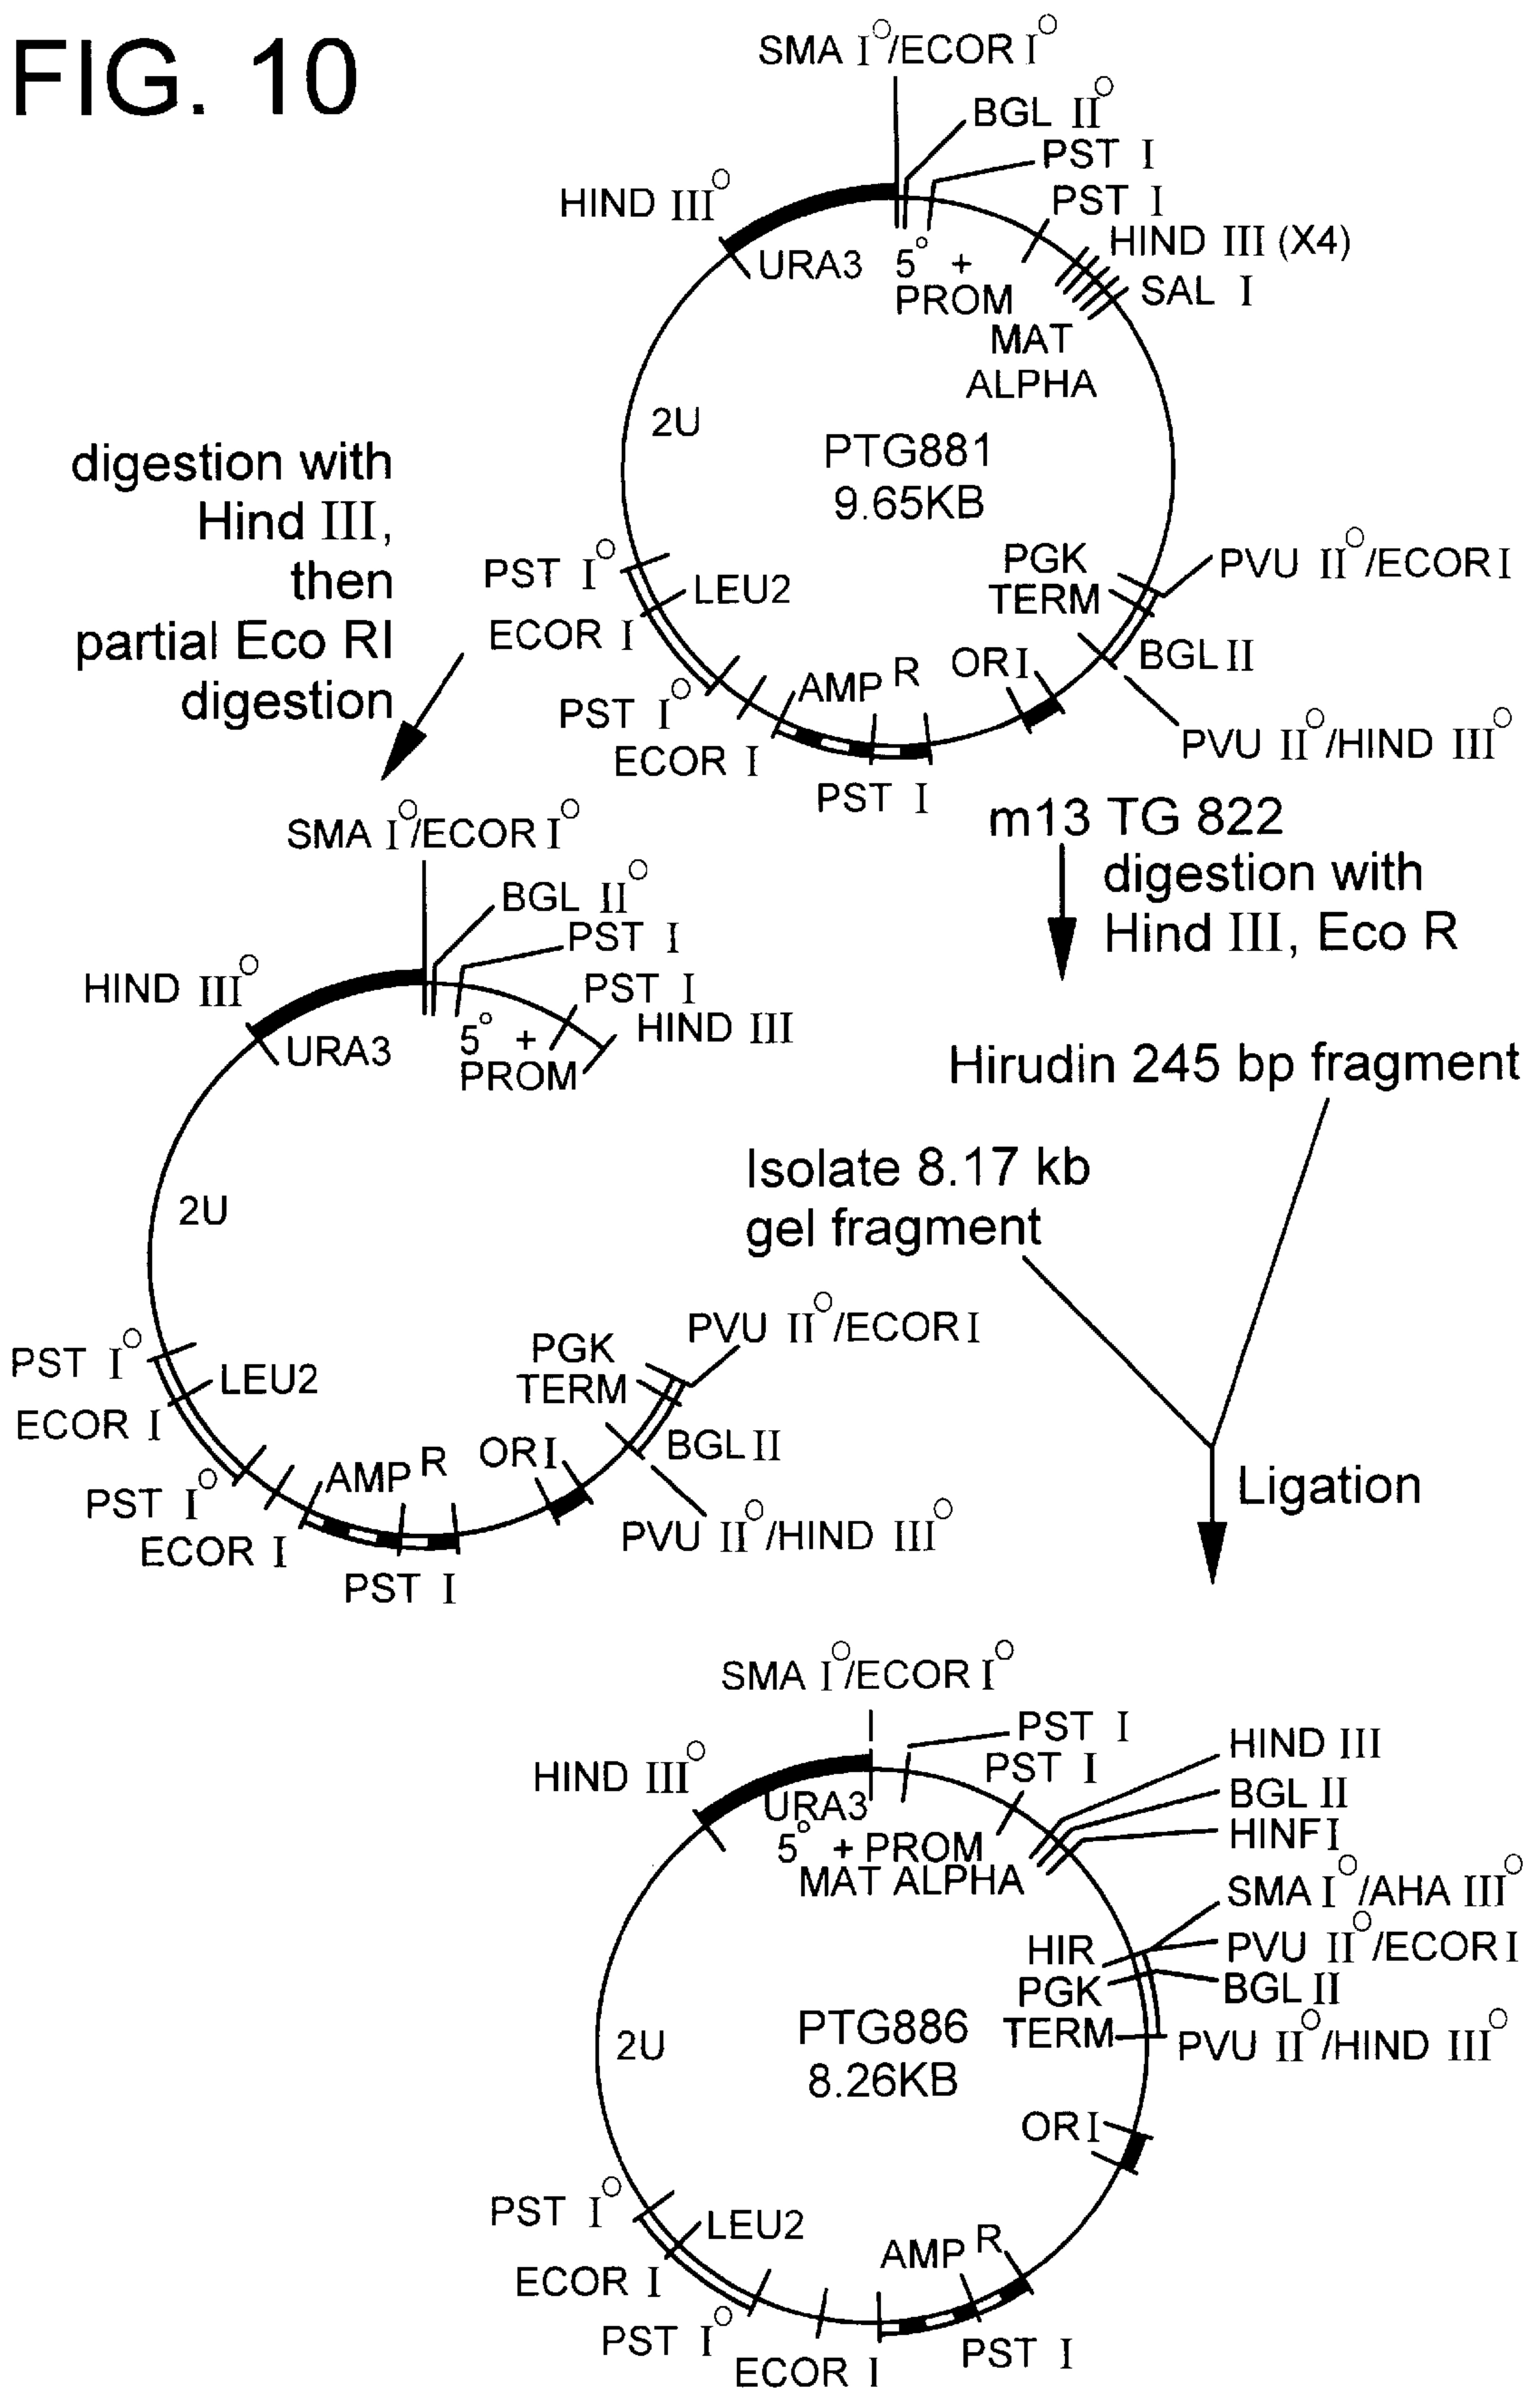 FIG. 10
SMA I°/ECOR I°
BGL II°
PST I
PST I
HIND III°
HIND III (X4)
SAL I
URA3
5° +
PROM
MAT
ALPHA
2U
PTG881
9.65KB
digestion with
Hind III,
then
partial Eco RI
digestion
PST I°
LEU2
ECOR I
PST I°
ECOR I
AMP R
PST I
ORI
PGK
TERM
PVU II°/ECORI
BGL II
PVU II°/HIND III°
m13 TG 822
digestion with
Hind III, Eco R
Hirudin 245 bp fragment
SMA I°/ECOR I°
BGL II°
PST I
PST I
HIND III°
HIND III
URA3
5° +
PROM
2U
Isolate 8.17 kb
gel fragment
PST I°
LEU2
ECOR I
PST I°
ECOR I
AMP R
PST I
ORI
PGK
TERM
PVU II°/ECORI
BGL II
PVU II°/HIND III°
Ligation
SMA I°/ECOR I°
PST I
PST I
HIND III°
HIND III
BGL II
HINF I
URA3
5° + PROM
MAT ALPHA
SMA I°/AHA III°
HIR
PVU II°/ECORI
PGK
BGL II
TERM
PVU II°/HIND III°
2U
PTG886
8.26KB
ORI
PST I°
LEU2
ECOR I
PST I°
ECOR I
AMP R
PST I